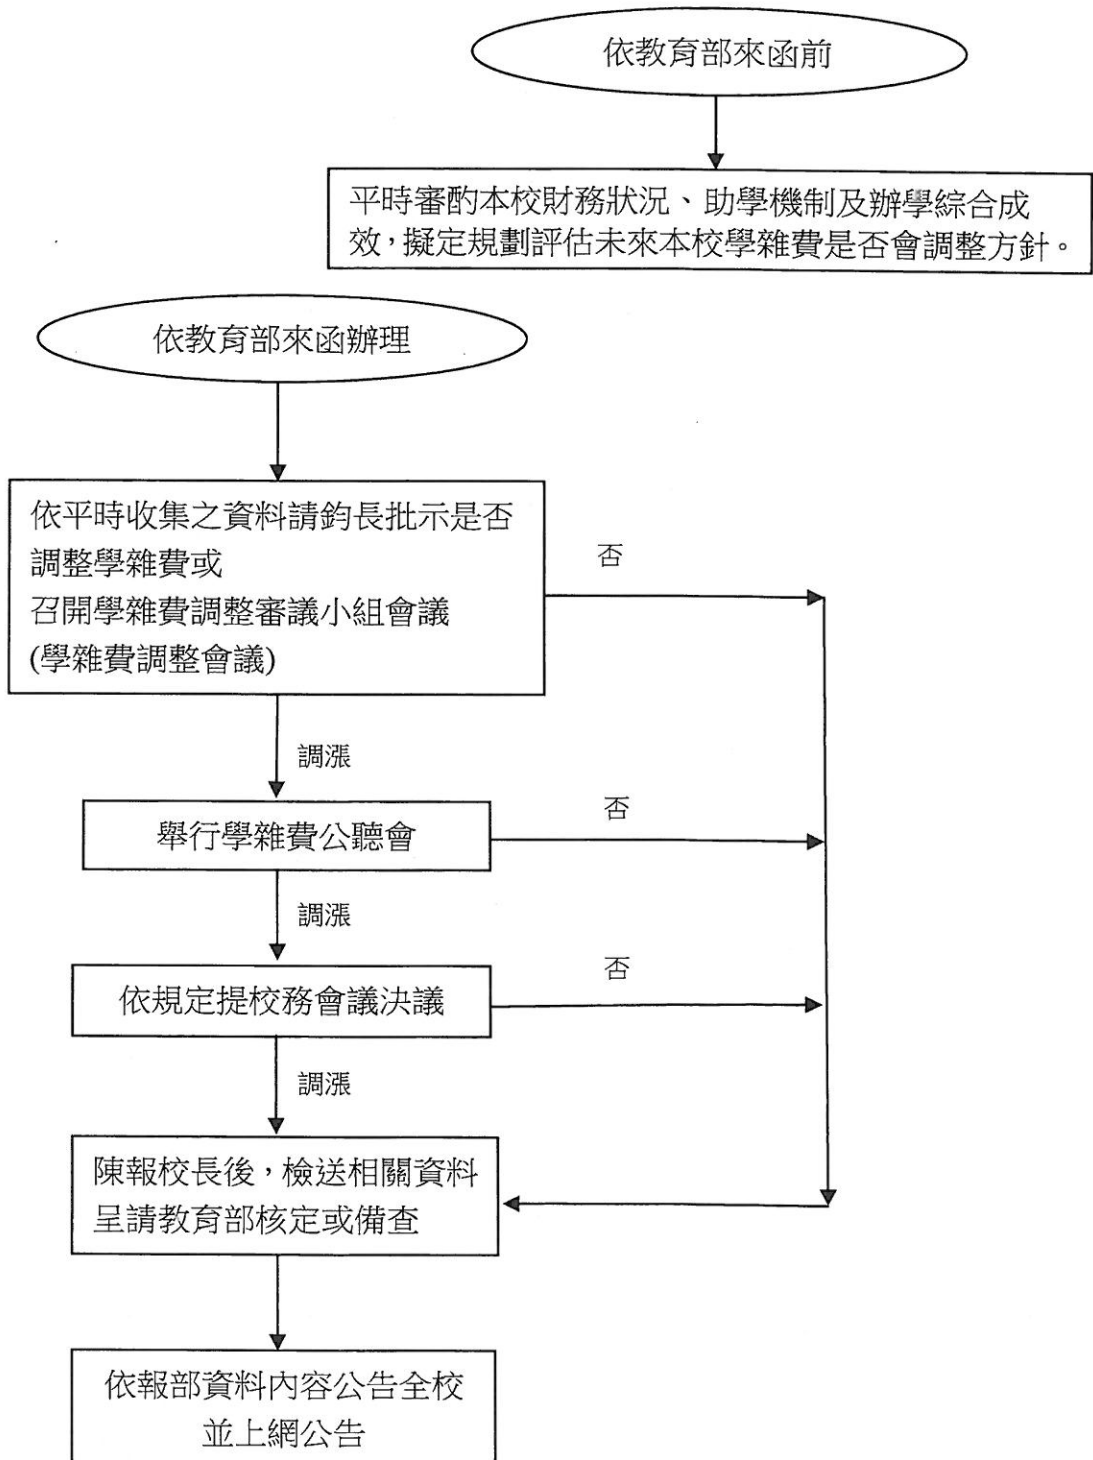 依教育部來函前
平時審酌本校財務狀況、助學機制及辦學綜合成
效，擬定規劃評估未來本校學雜費是否會調整方針。
依教育部來函辦理
依平時收集之資料請鈞長批示是否
調整學雜費或
召開學雜費調整審議小組會議
(學雜費調整會議)
否
調漲
舉行學雜費公聽會
否
調漲
依規定提校務會議決議
否
調漲
陳報校長後，檢送相關資料
呈請教育部核定或備查
依報部資料內容公告全校
並上網公告